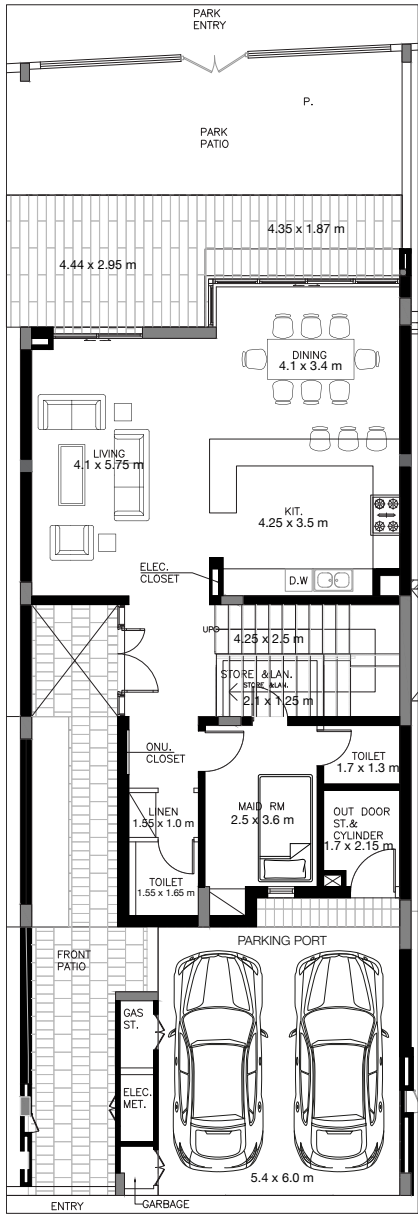 PARK
ENTRY
P.
PARK
PATIO
4.35 x 1.87 m
4.44 x 2.95 m
DINING
4.1 x 3.4 m
LIVING
4.1 x 5.75 m
KIT.
4.25 x 3.5 m
ELEC.
CLOSET
D.W
UP
4.25 x 2.5 m
STORE &LAN.
STORE &LAN.
2.1 x 1.25 m
ONU.
CLOSET
TOILET
1.7 x 1.3 m
MAID RM
2.5 x 3.6 m
LINEN
1.55 x 1.0 m
OUT DOOR
ST.&
CYLINDER
1.7 x 2.15 m
TOILET
1.55 x 1.65 m
PARKING PORT
FRONT
PATIO
GAS
ST.
ELEC.
MET.
5.4 x 6.0 m
ENTRY
GARBAGE